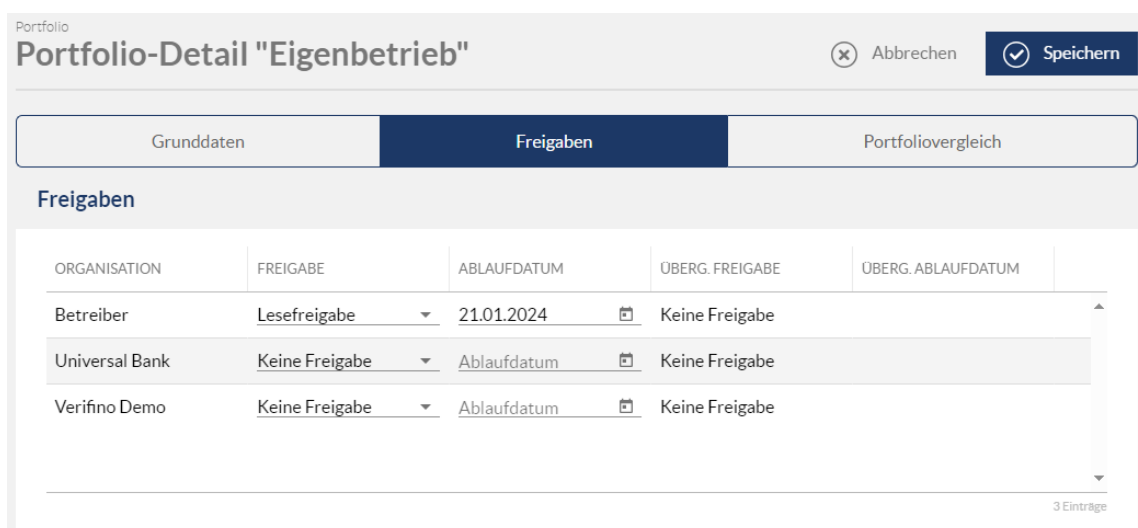 Portfolio
Portfolio-Detail "Eigenbetrieb"
Abbrechen
Speichern
Grunddaten Freigaben Portfoliovergleich
Freigaben
ORGANISATION FREIGABE ABLAUFDATUM ÜBERG. FREIGABE ÜBERG. ABLAUFDATUM
Betreiber Lesefreigabe 21.01.2024 Keine Freigabe
Universal Bank Keine Freigabe Ablaufdatum Keine Freigabe
Verifino Demo Keine Freigabe Ablaufdatum Keine Freigabe
3 Einträge